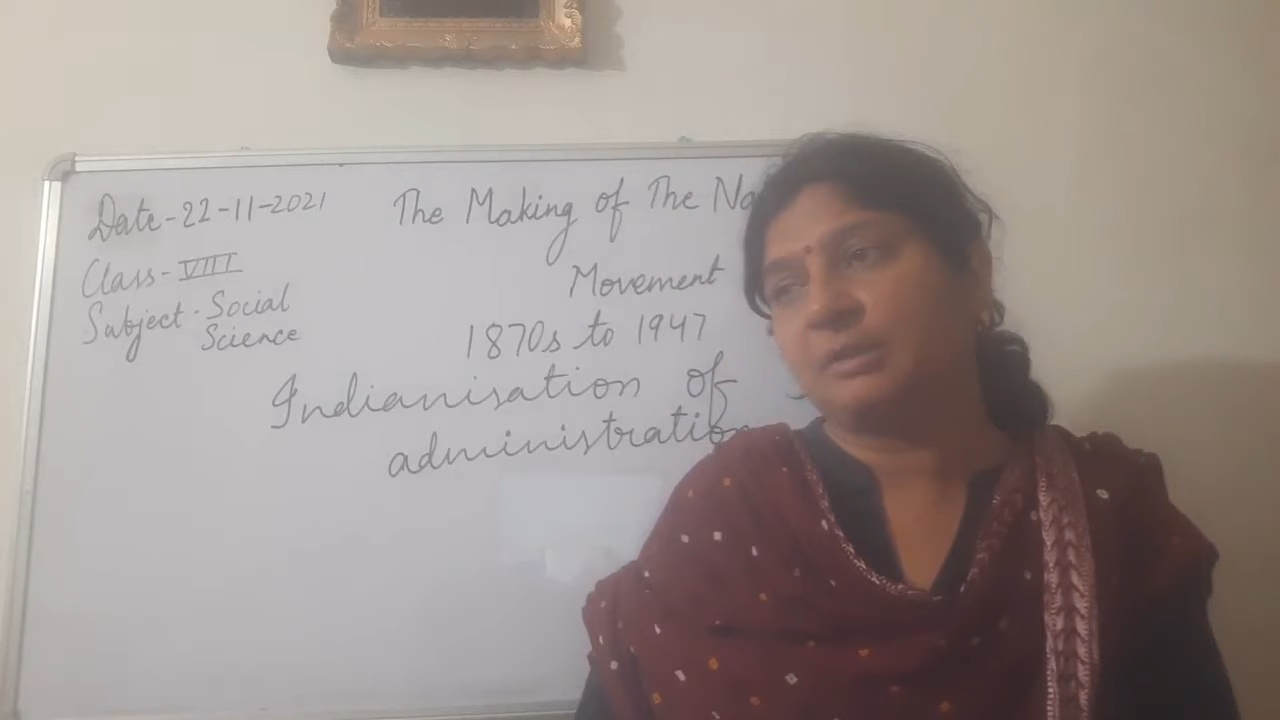 Date-22-11-2021
The Making of The Na
Class-VIII
Movement
Subject. Social
Science
1870s to 1947
Indianisation of
administration